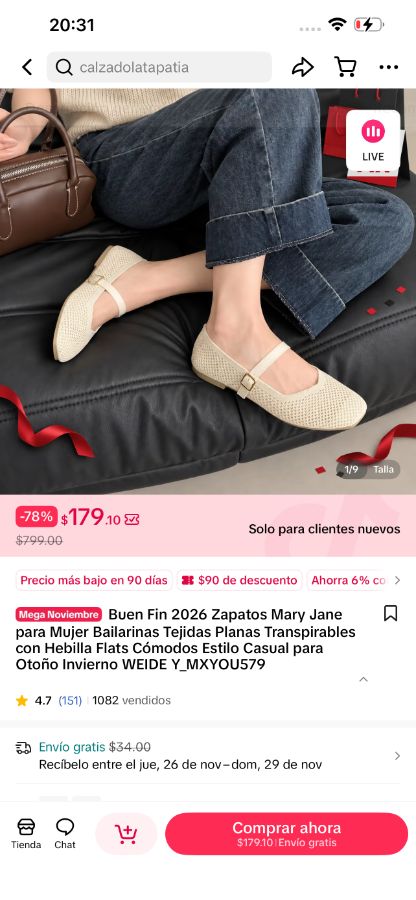 20:31
calzadolatapatia
LIVE
1/9 Talla
-78% $179.10
$799.00
Solo para clientes nuevos
Precio más bajo en 90 días
$90 de descuento
Ahorra 6% co
Mega Noviembre Buen Fin 2026 Zapatos Mary Jane
para Mujer Bailarinas Tejidas Planas Transpirables
con Hebilla Flats Cómodos Estilo Casual para
Otoño Invierno WEIDE Y_MXYOU579
4.7 (151) 1082 vendidos
Envío gratis $34.00
Recíbelo entre el jue, 26 de nov–dom, 29 de nov
Tienda
Chat
Comprar ahora
$179.10 | Envío gratis